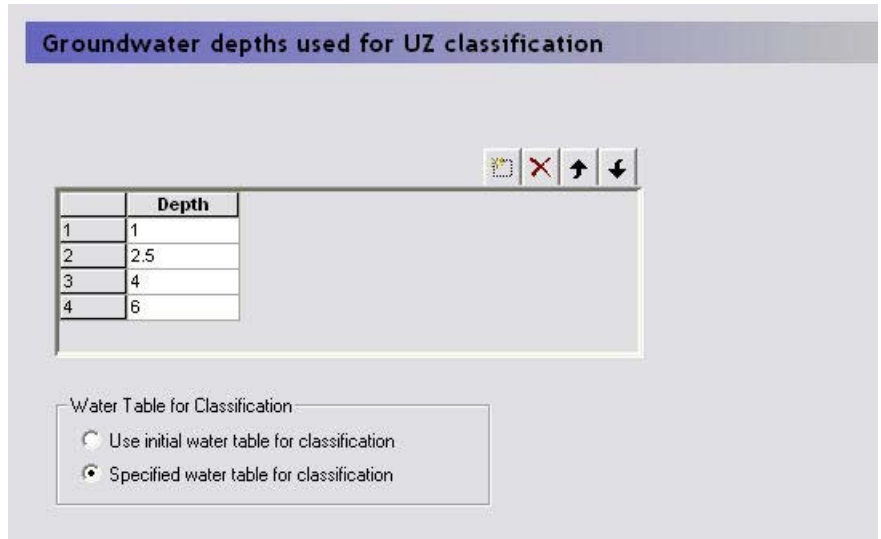 Groundwater depths used for UZ classification
Depth
1 1
2 2.5
3 4
4 6
Water Table for Classification
Use initial water table for classification
Specified water table for classification